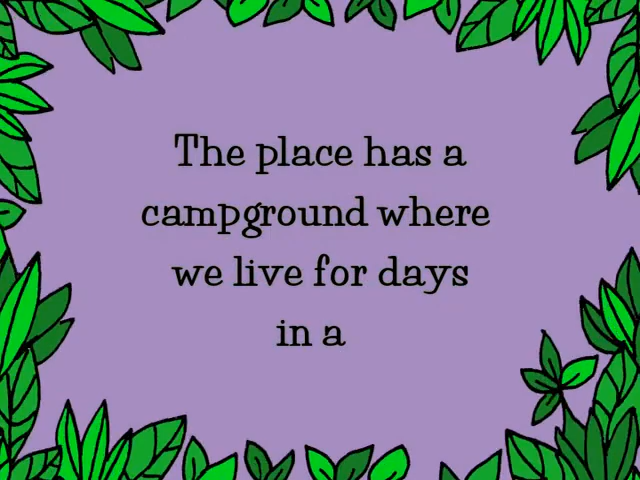 The place has a
campground where
we live for days
in a